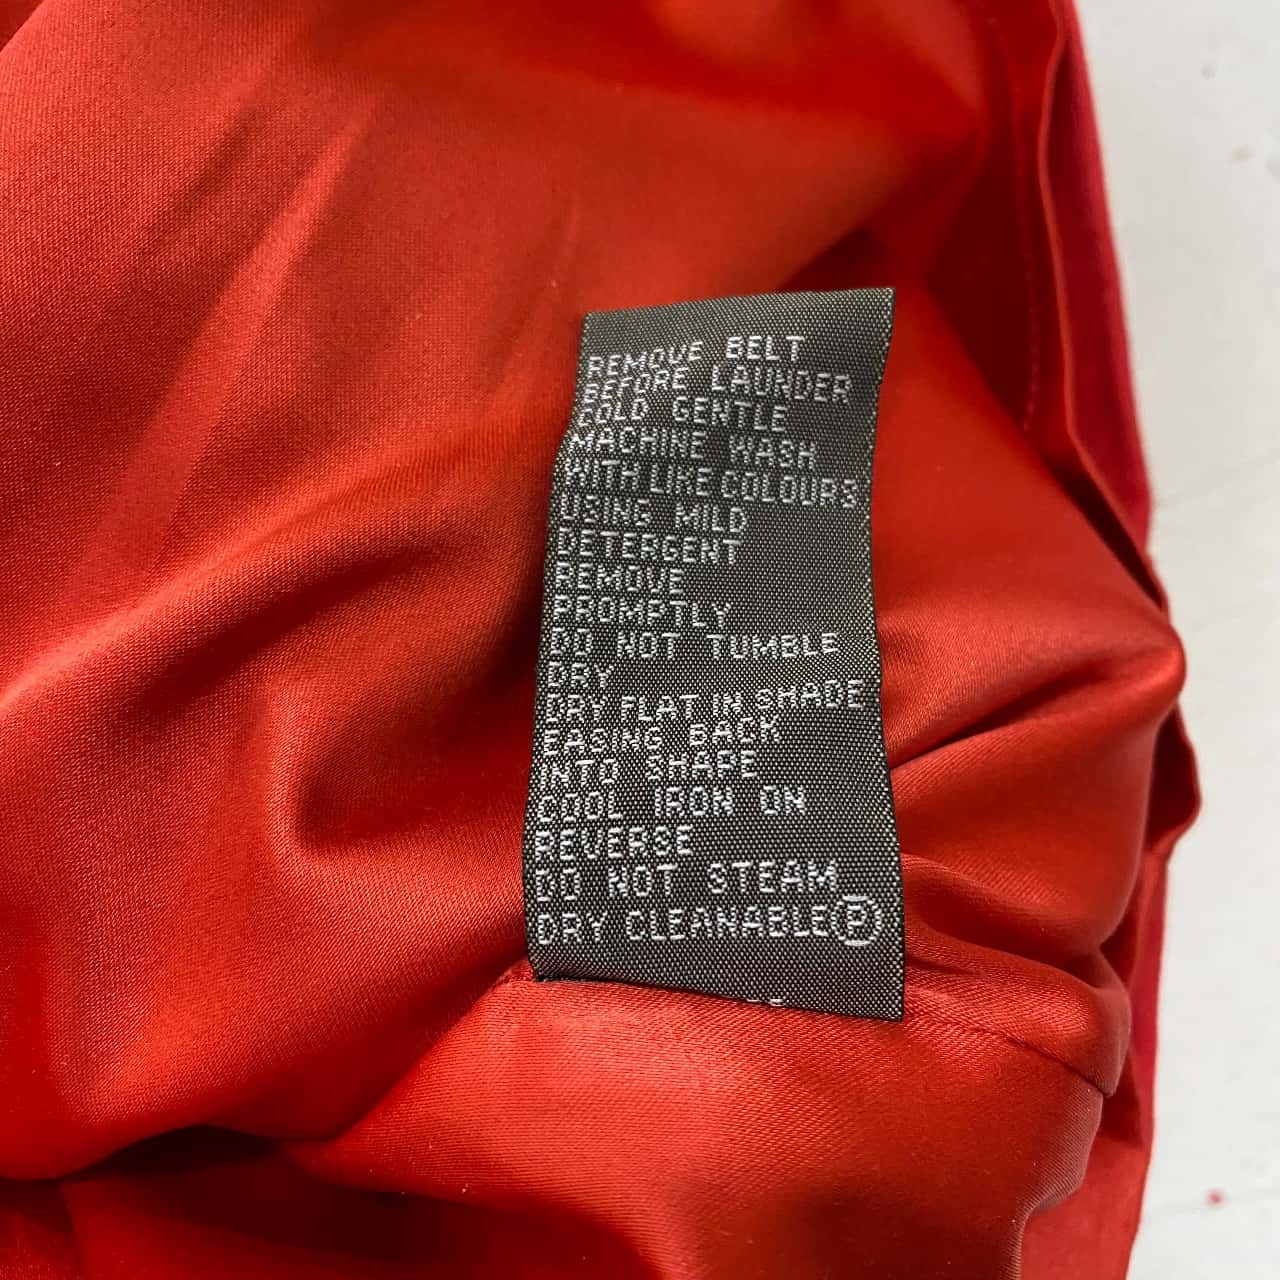 REMOVE BELT
BEFORE LAUNDER
COLD GENTLE
MACHINE WASH
WITH LIKE COLOURS
USING MILD
DETERGENT
REMOVE
PROMPTLY
DO NOT TUMBLE
DRY
DRY FLAT IN SHADE
EASING BACK
INTO SHAPE
COOL IRON ON
REVERSE
DO NOT STEAM
DRY CLEANABLE Ⓟ